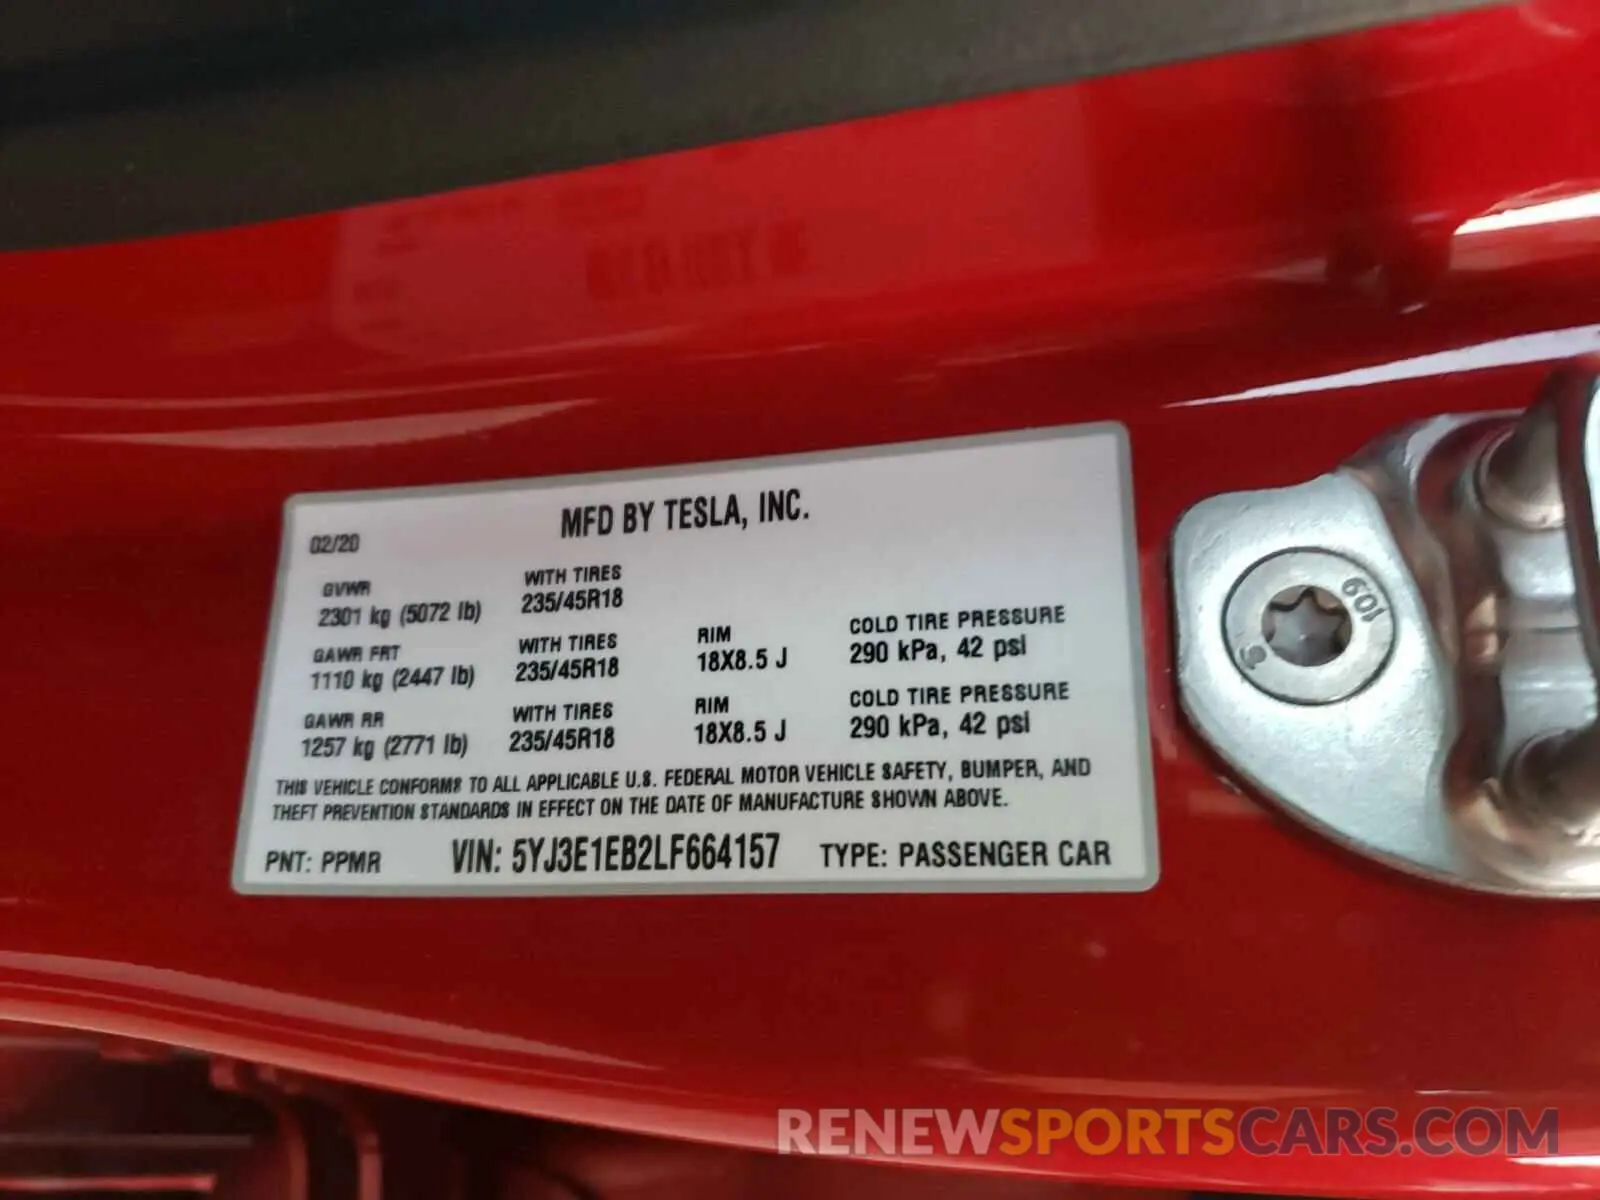 MFD BY TESLA, INC.
02/20
GVWR
2301 kg (5072 lb)
WITH TIRES
235/45R18
GAWR FRT
1110 kg (2447 lb)
WITH TIRES
235/45R18
RIM
18X8.5 J
COLD TIRE PRESSURE
290 kPa, 42 psi
GAWR RR
1257 kg (2771 lb)
WITH TIRES
235/45R18
RIM
18X8.5 J
COLD TIRE PRESSURE
290 kPa, 42 psi
THIS VEHICLE CONFORMS TO ALL APPLICABLE U.S. FEDERAL MOTOR VEHICLE SAFETY, BUMPER, AND
THEFT PREVENTION STANDARDS IN EFFECT ON THE DATE OF MANUFACTURE SHOWN ABOVE.
PNT: PPMR VIN: 5YJ3E1EB2LF664157 TYPE: PASSENGER CAR
RENEWSPORTSCARS.COM